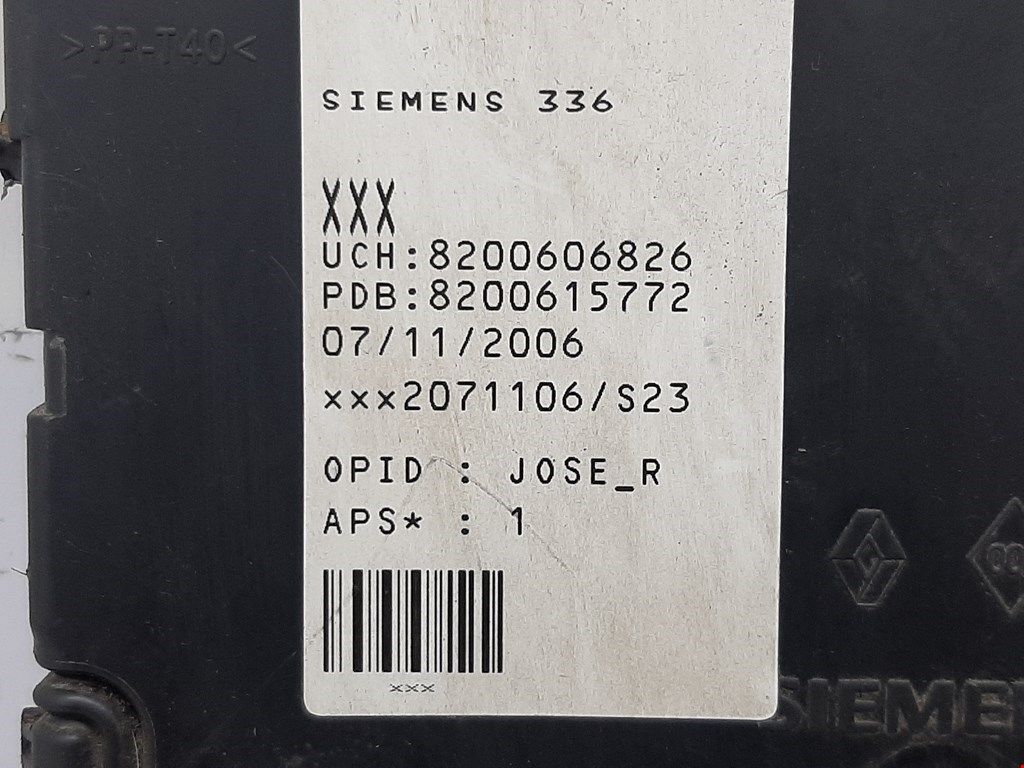 >PP-T40<
SIEMENS 336
XXX
UCH:8200606826
PDB:8200615772
07/11/2006
xxx2071106/S23
OPID : JOSE_R
APS* : 1
xxx
SIEME